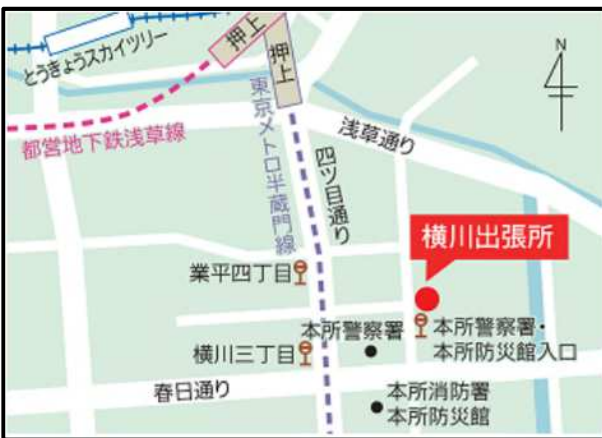 とうきょうスカイツリー
押上
押上
都営地下鉄浅草線
東京メトロ半蔵門線
四ツ目通り
浅草通り
N
横川出張所
業平四丁目
本所警察署
本所警察署・
本所防災館入口
横川三丁目
春日通り
本所消防署
本所防災館